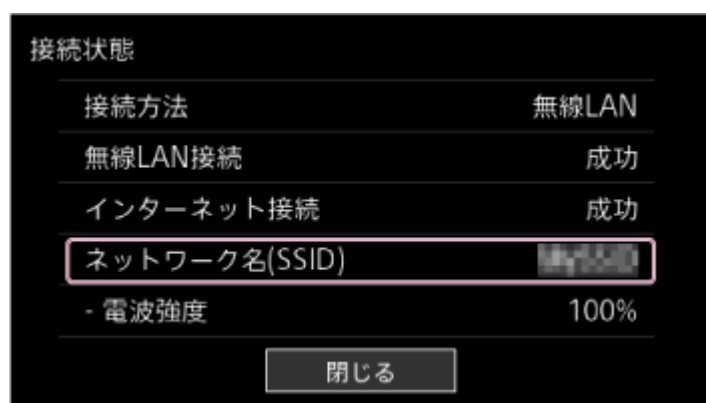 接続状態
接続方法 無線LAN
無線LAN接続 成功
インターネット接続 成功
ネットワーク名(SSID)
- 電波強度 100%
閉じる